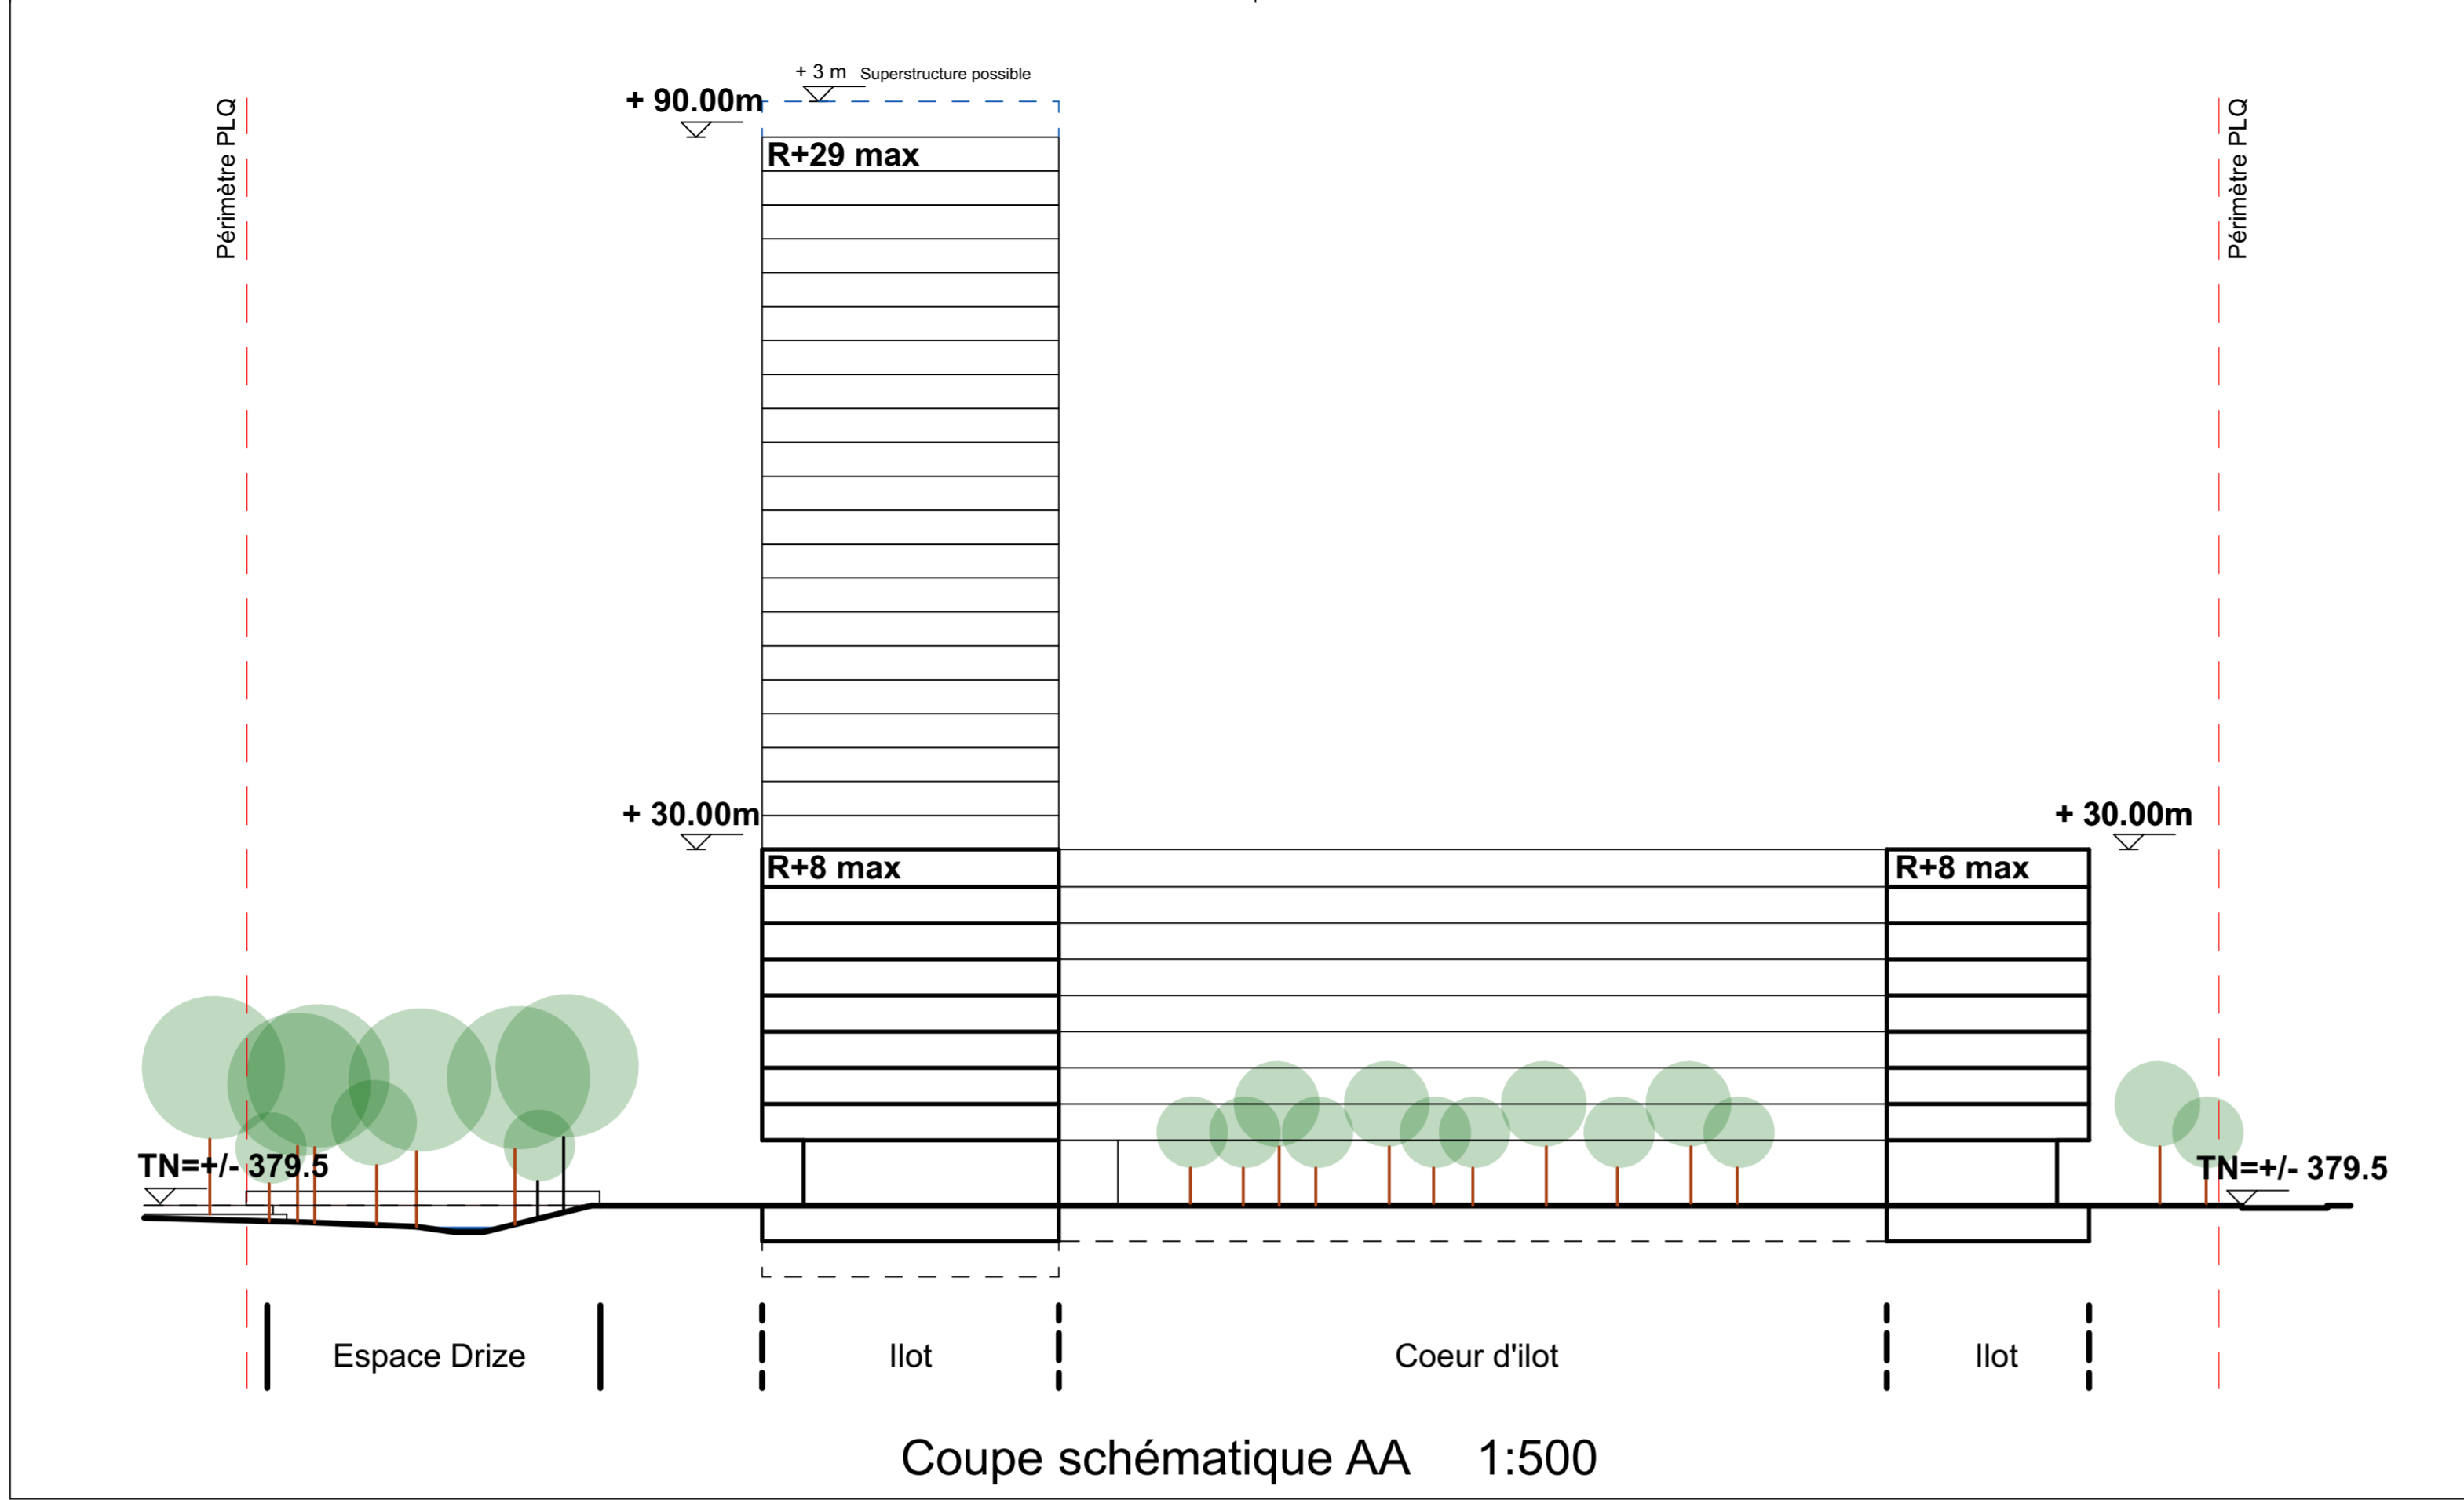 + 3 m Superstructure possible
+ 90.00m
Périmètre PLQ
Périmètre PLQ
R+29 max
+ 30.00m
+ 30.00m
R+8 max
R+8 max
TN=+/- 379.5
TN=+/- 379.5
Espace Drize
Ilot
Coeur d'ilot
Ilot
Coupe schématique AA 1:500